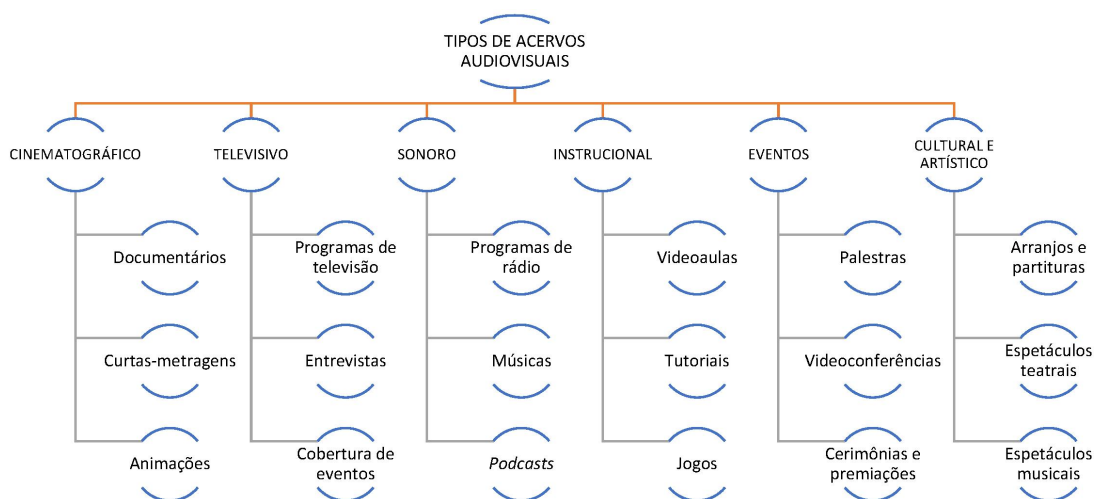 TIPOS DE ACERVOS
AUDIOVISUAIS
CINEMATOGRÁFICO
TELEVISIVO
SONORO
INSTRUCIONAL
EVENTOS
CULTURAL E
ARTÍSTICO
Documentários
Programas de
televisão
Programas de
rádio
Videoaulas
Palestras
Arranjos e
partituras
Curtas-metragens
Entrevistas
Músicas
Tutoriais
Videoconferências
Espetáculos
teatrais
Animações
Cobertura de
eventos
Podcasts
Jogos
Cerimônias e
premiações
Espetáculos
musicais